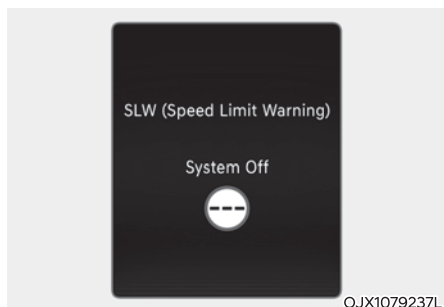 SLW (Speed Limit Warning)
System Off
---
OJX1079237L